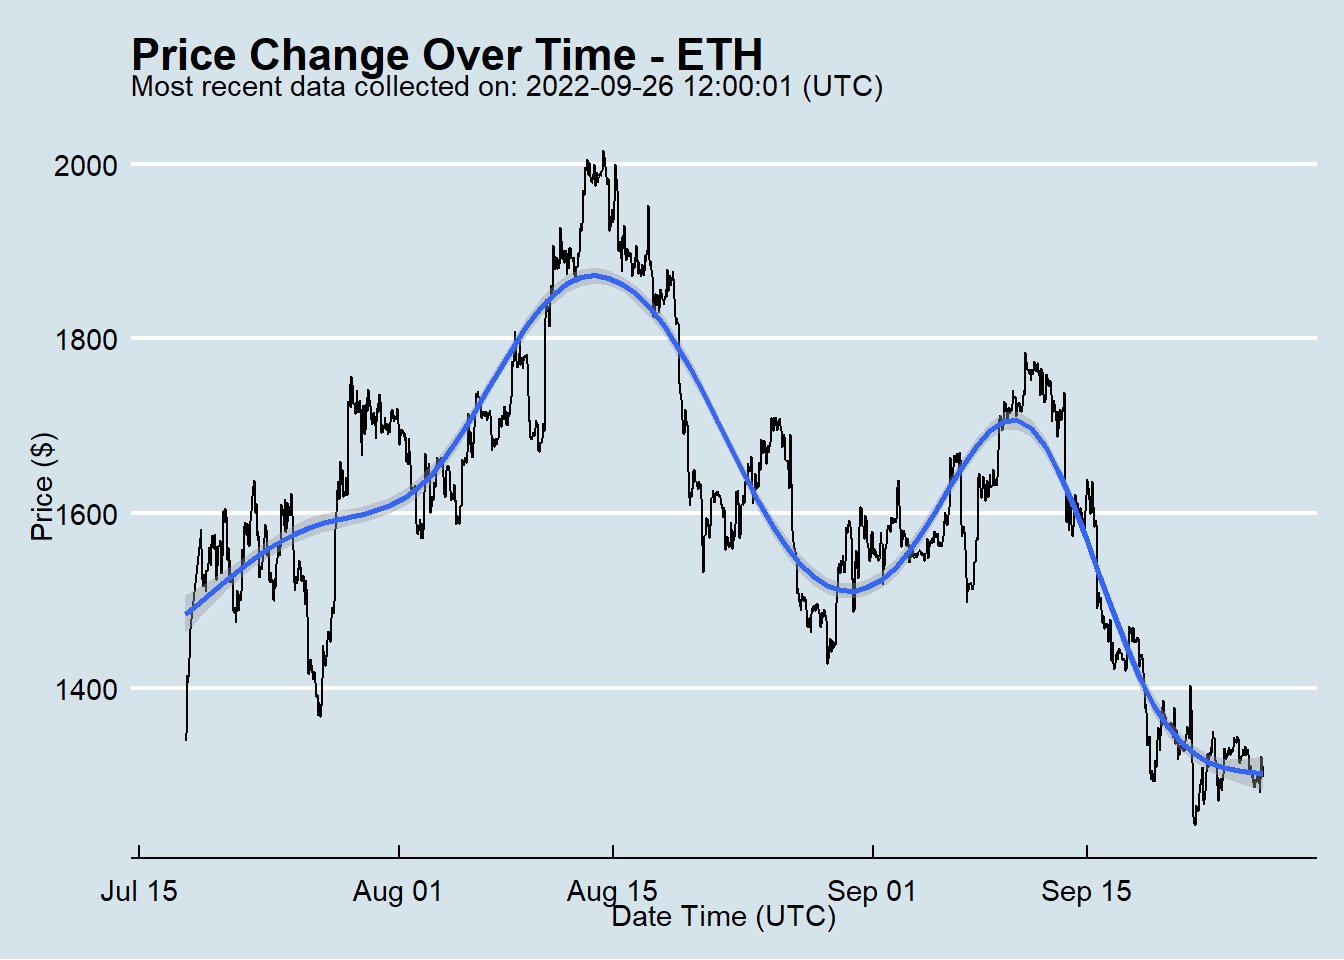 Price Change Over Time - ETH
Most recent data collected on: 2022-09-26 12:00:01 (UTC)
2000
1800
1600
1400
Price ($)
Jul 15 Aug 01 Aug 15 Sep 01 Sep 15
Date Time (UTC)